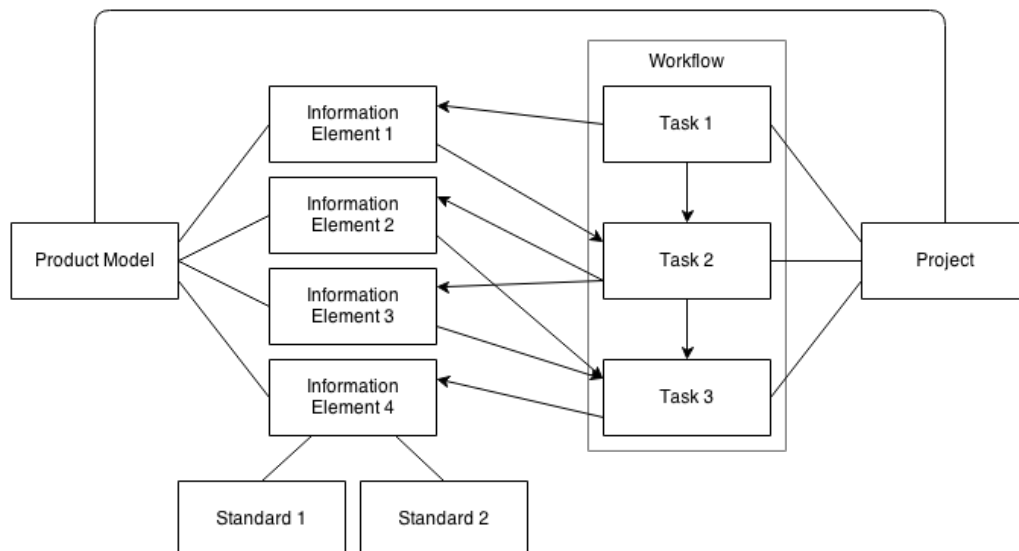 Workflow
Information
Element 1
Task 1
Information
Element 2
Product Model
Task 2
Project
Information
Element 3
Information
Element 4
Task 3
Standard 1
Standard 2